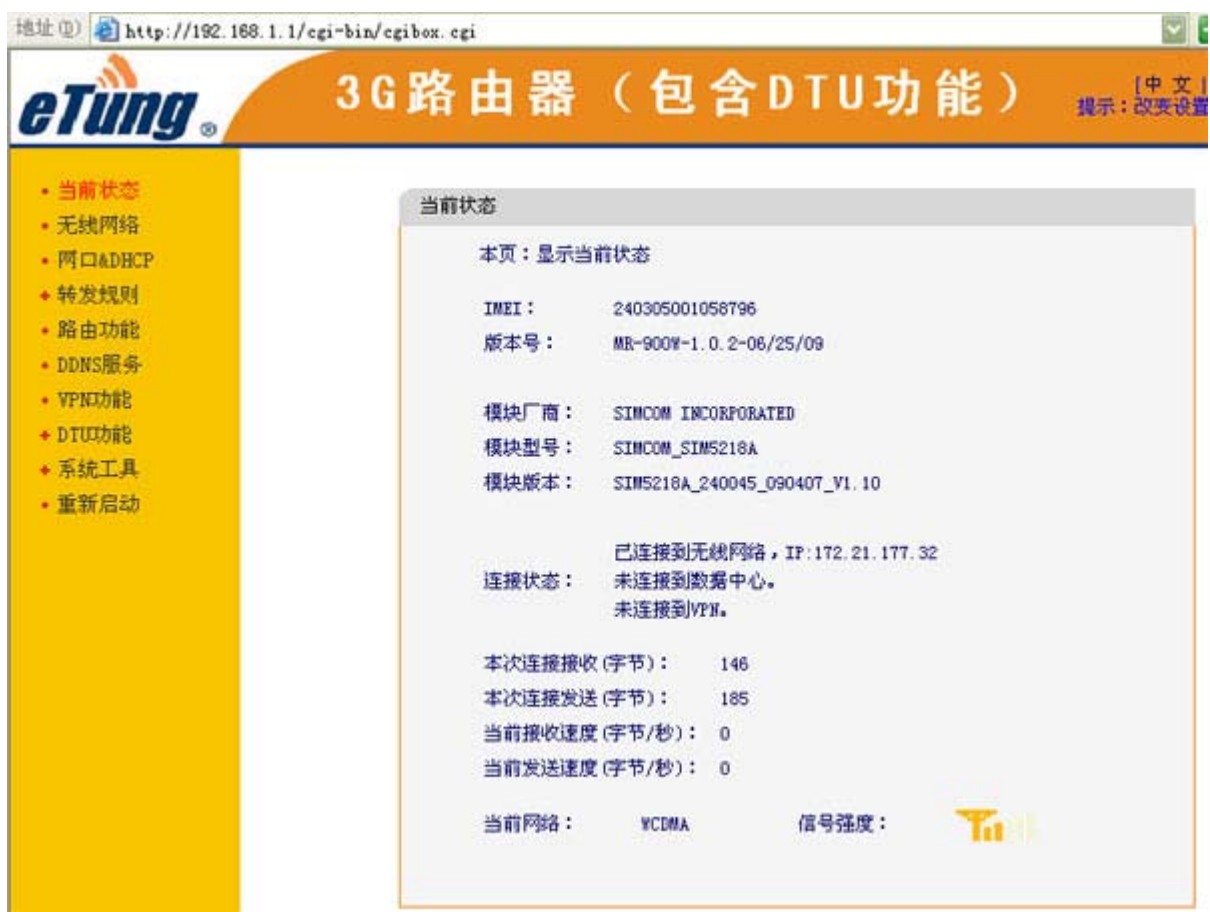 地址(D) http://192.168.1.1/cgi-bin/cgibox.cgi
eTung ®
3G路由器（包含DTU功能）
[中 文 |
提示：改变设置
• 当前状态
• 无线网络
• 网口&DHCP
+ 转发规则
• 路由功能
• DDNS服务
• VPN功能
+ DTU功能
+ 系统工具
• 重新启动
当前状态
本页：显示当前状态
IMEI： 240305001058796
版本号： MR-900W-1.0.2-06/25/09
模块厂商： SIMCOM INCORPORATED
模块型号： SIMCOM_SIM5218A
模块版本： SIM5218A_240045_090407_V1.10
连接状态： 已连接到无线网络，IP:172.21.177.32
未连接到数据中心。
未连接到VPN。
本次连接接收(字节)： 146
本次连接发送(字节)： 185
当前接收速度(字节/秒)： 0
当前发送速度(字节/秒)： 0
当前网络： WCDMA 信号强度：